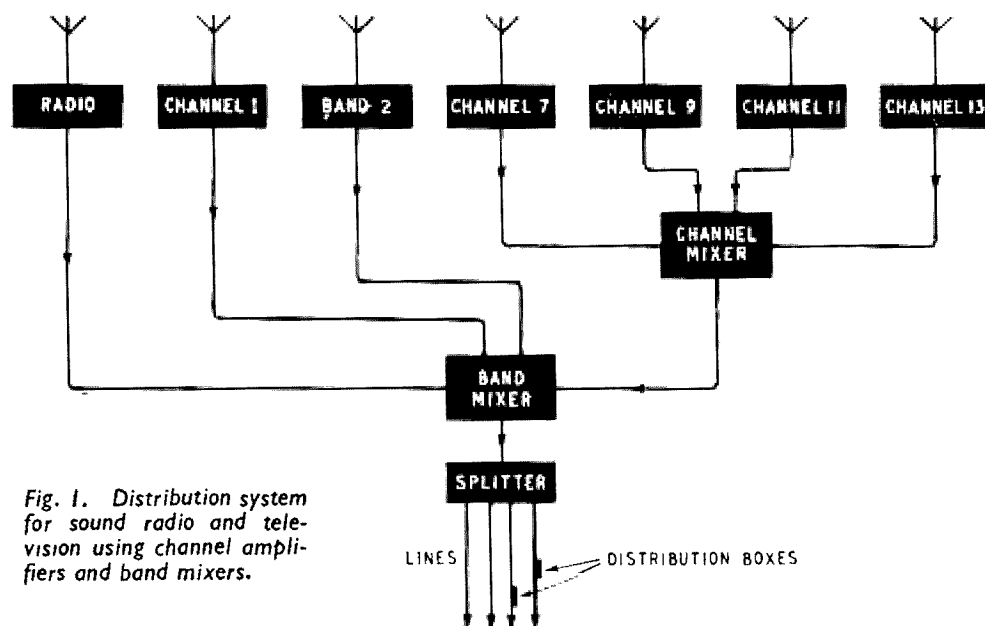 RADIO
CHANNEL 1
BAND 2
CHANNEL 7
CHANNEL 9
CHANNEL 11
CHANNEL 13
CHANNEL
MIXER
BAND
MIXER
SPLITTER
Fig. 1. Distribution system
for sound radio and tele-
vision using channel ampli-
fiers and band mixers.
LINES
DISTRIBUTION BOXES